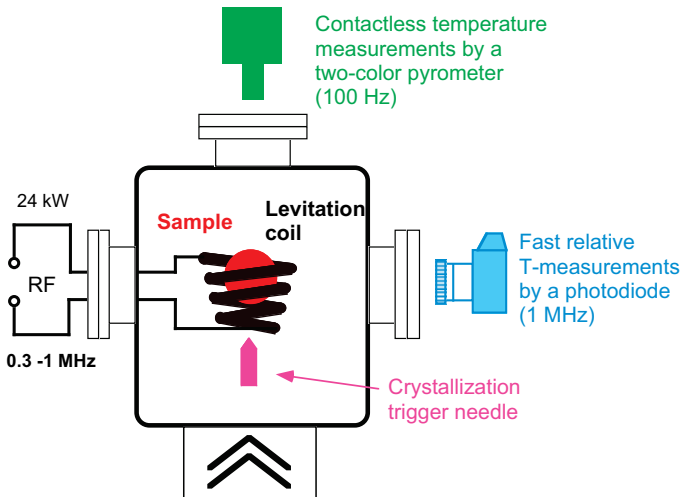 Contactless temperature
measurements by a
two-color pyrometer
(100 Hz)
24 kW
Sample
Levitation
coil
RF
Fast relative
T-measurements
by a photodiode
(1 MHz)
0.3 -1 MHz
Crystallization
trigger needle